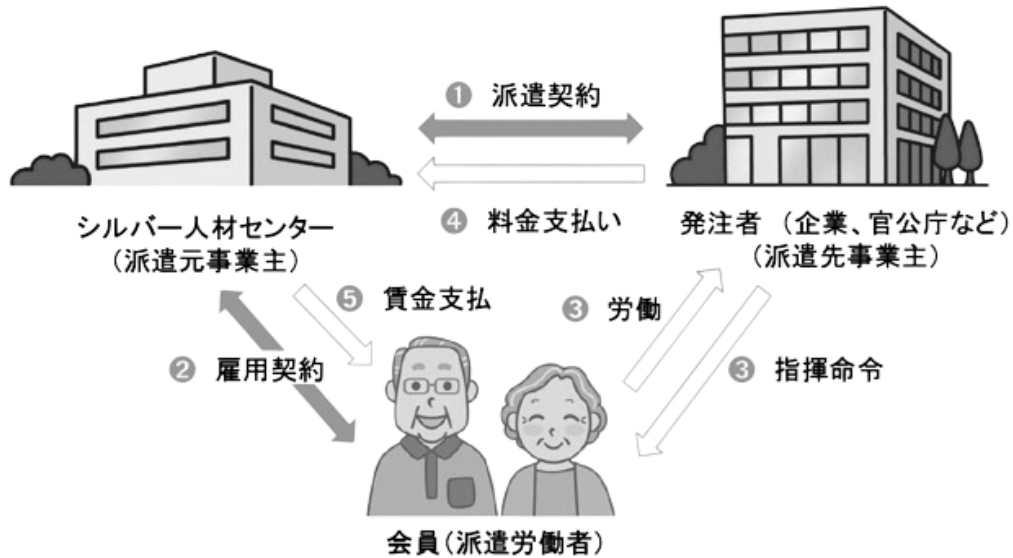 ❶ 派遣契約
❹ 料金支払い
シルバー人材センター
（派遣元事業主）
発注者 （企業、官公庁など）
（派遣先事業主）
❺ 賃金支払
❸ 労働
❷ 雇用契約
❸ 指揮命令
会員（派遣労働者）